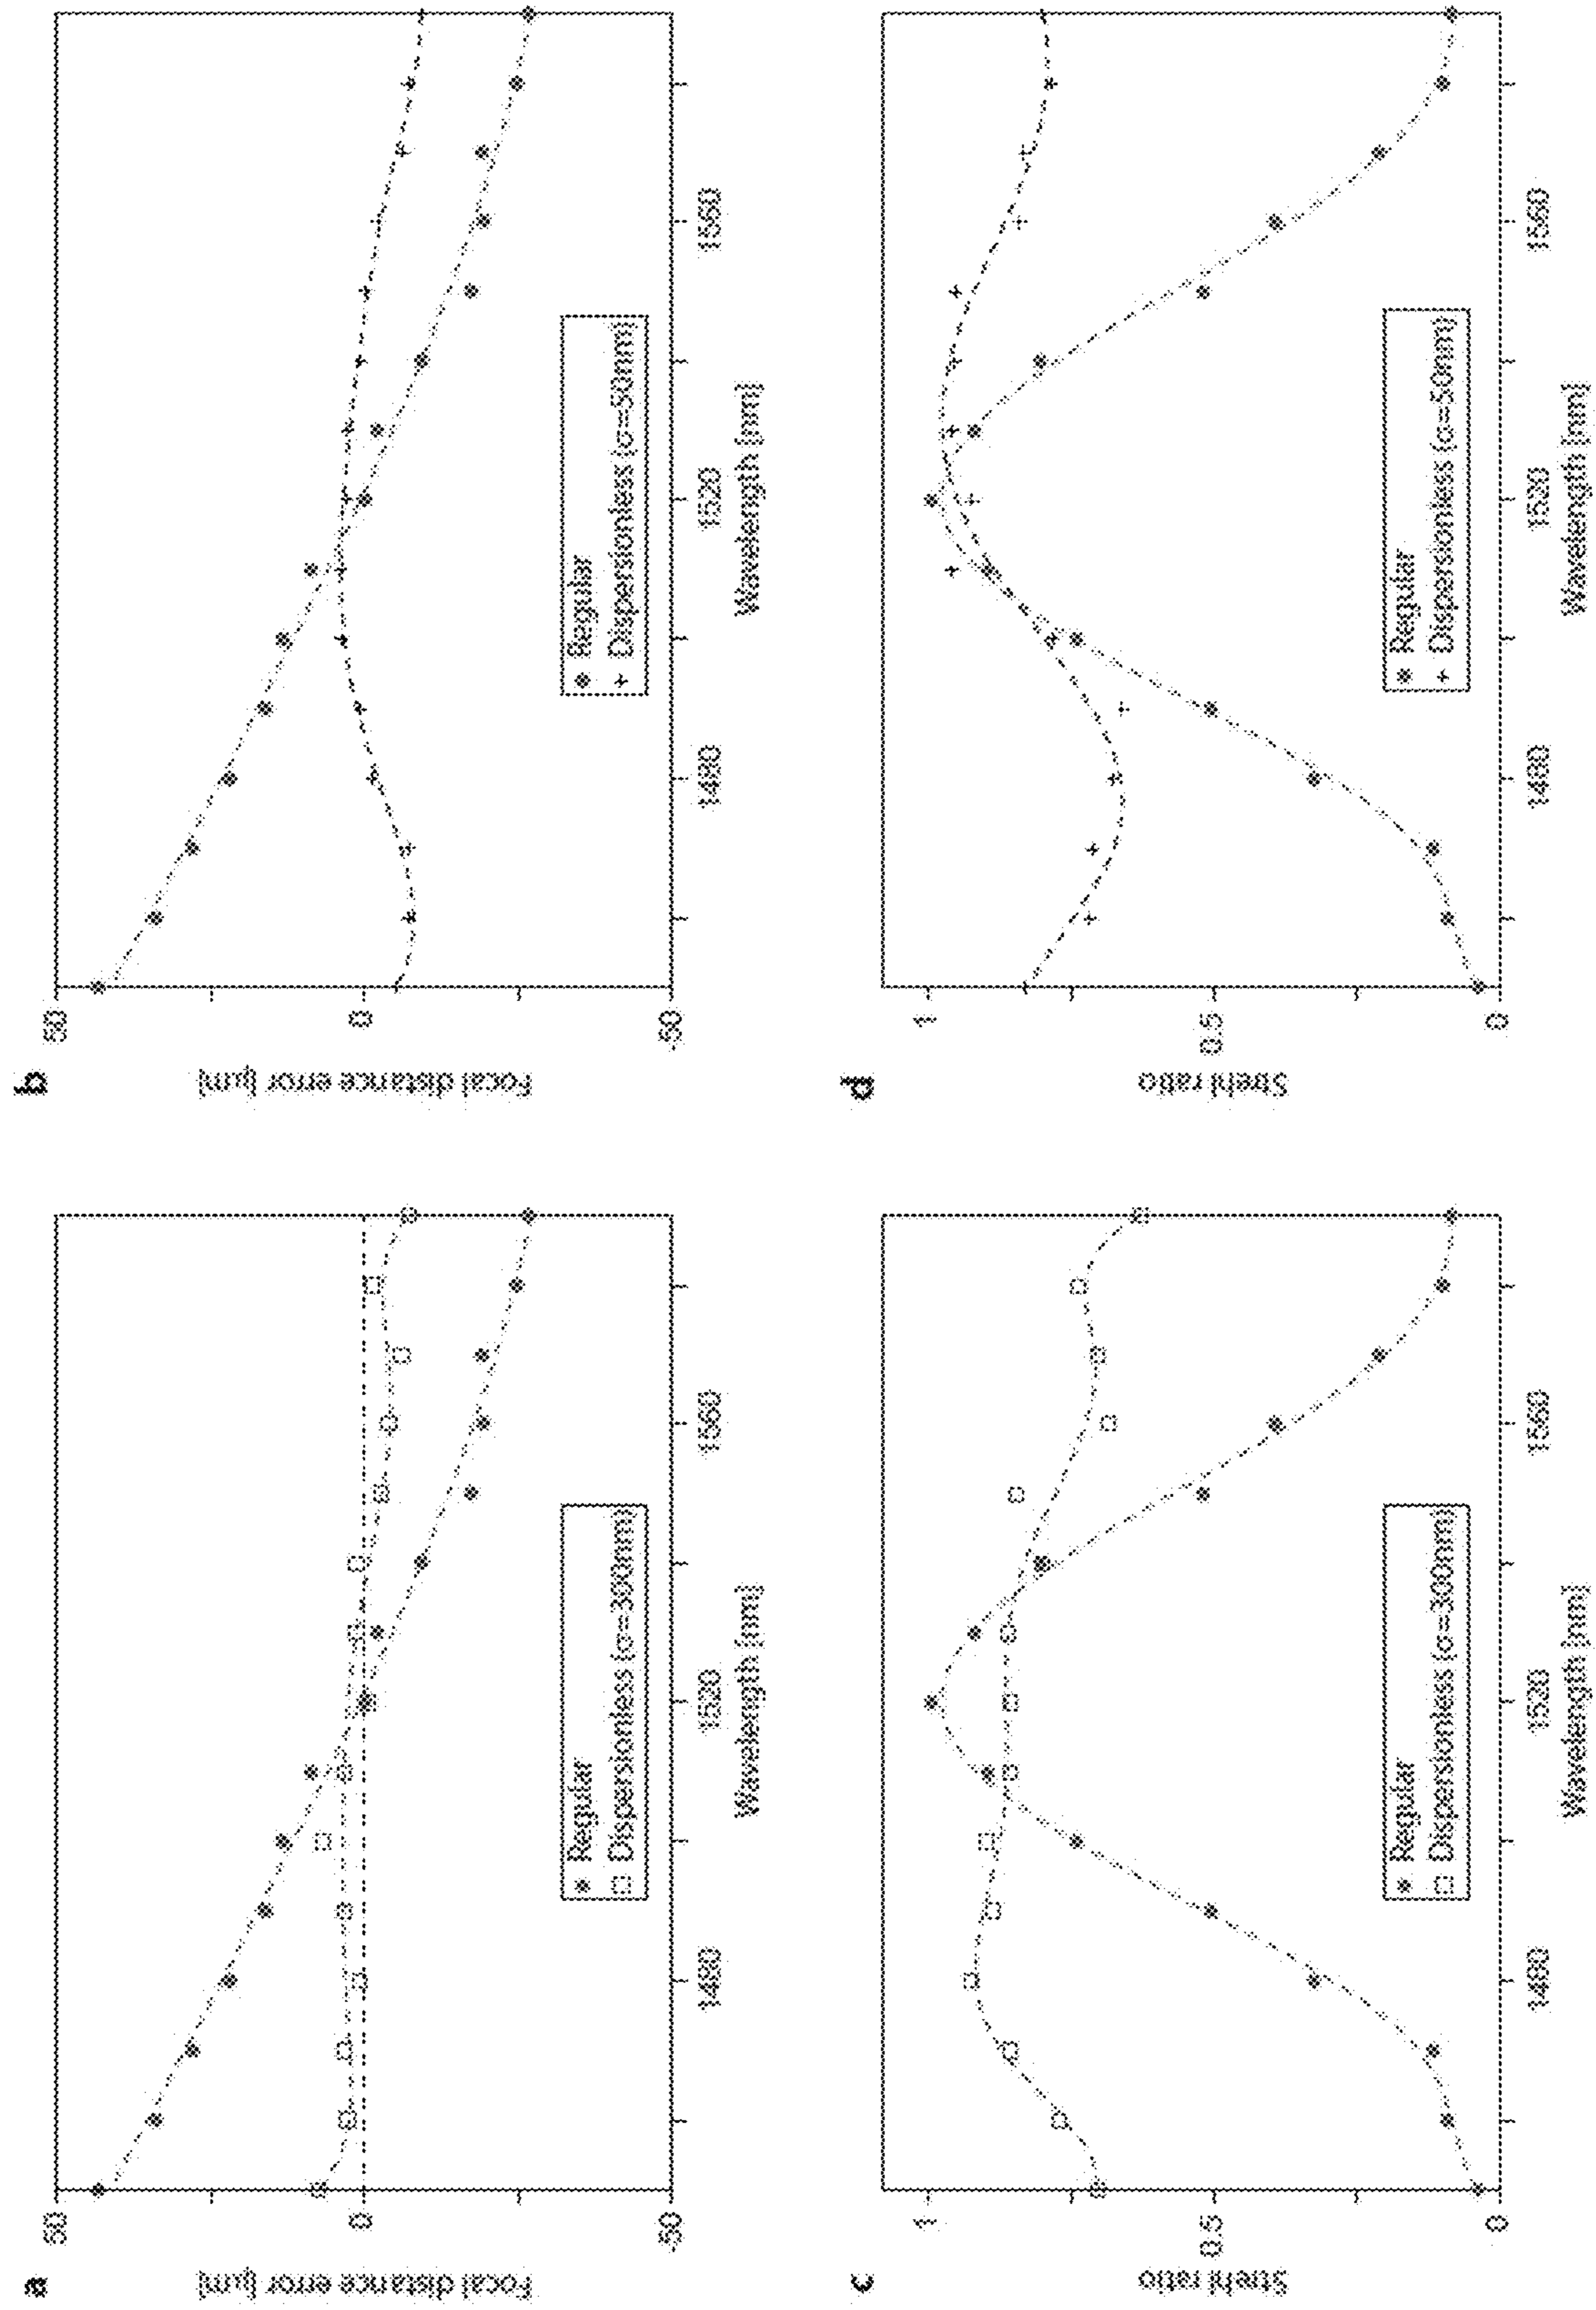 a
Focal distance error [μm]
50
0
-50
1480
1520
1560
Wavelength [nm]
Regular
Dispersionless (σ=300nm)
b
Focal distance error [μm]
50
0
-50
1480
1520
1560
Wavelength [nm]
Regular
Dispersionless (σ=50nm)
c
Strehl ratio
1
0.5
0
1480
1520
1560
Wavelength [nm]
Regular
Dispersionless (σ=300nm)
d
Strehl ratio
1
0.5
0
1480
1520
1560
Wavelength [nm]
Regular
Dispersionless (σ=50nm)